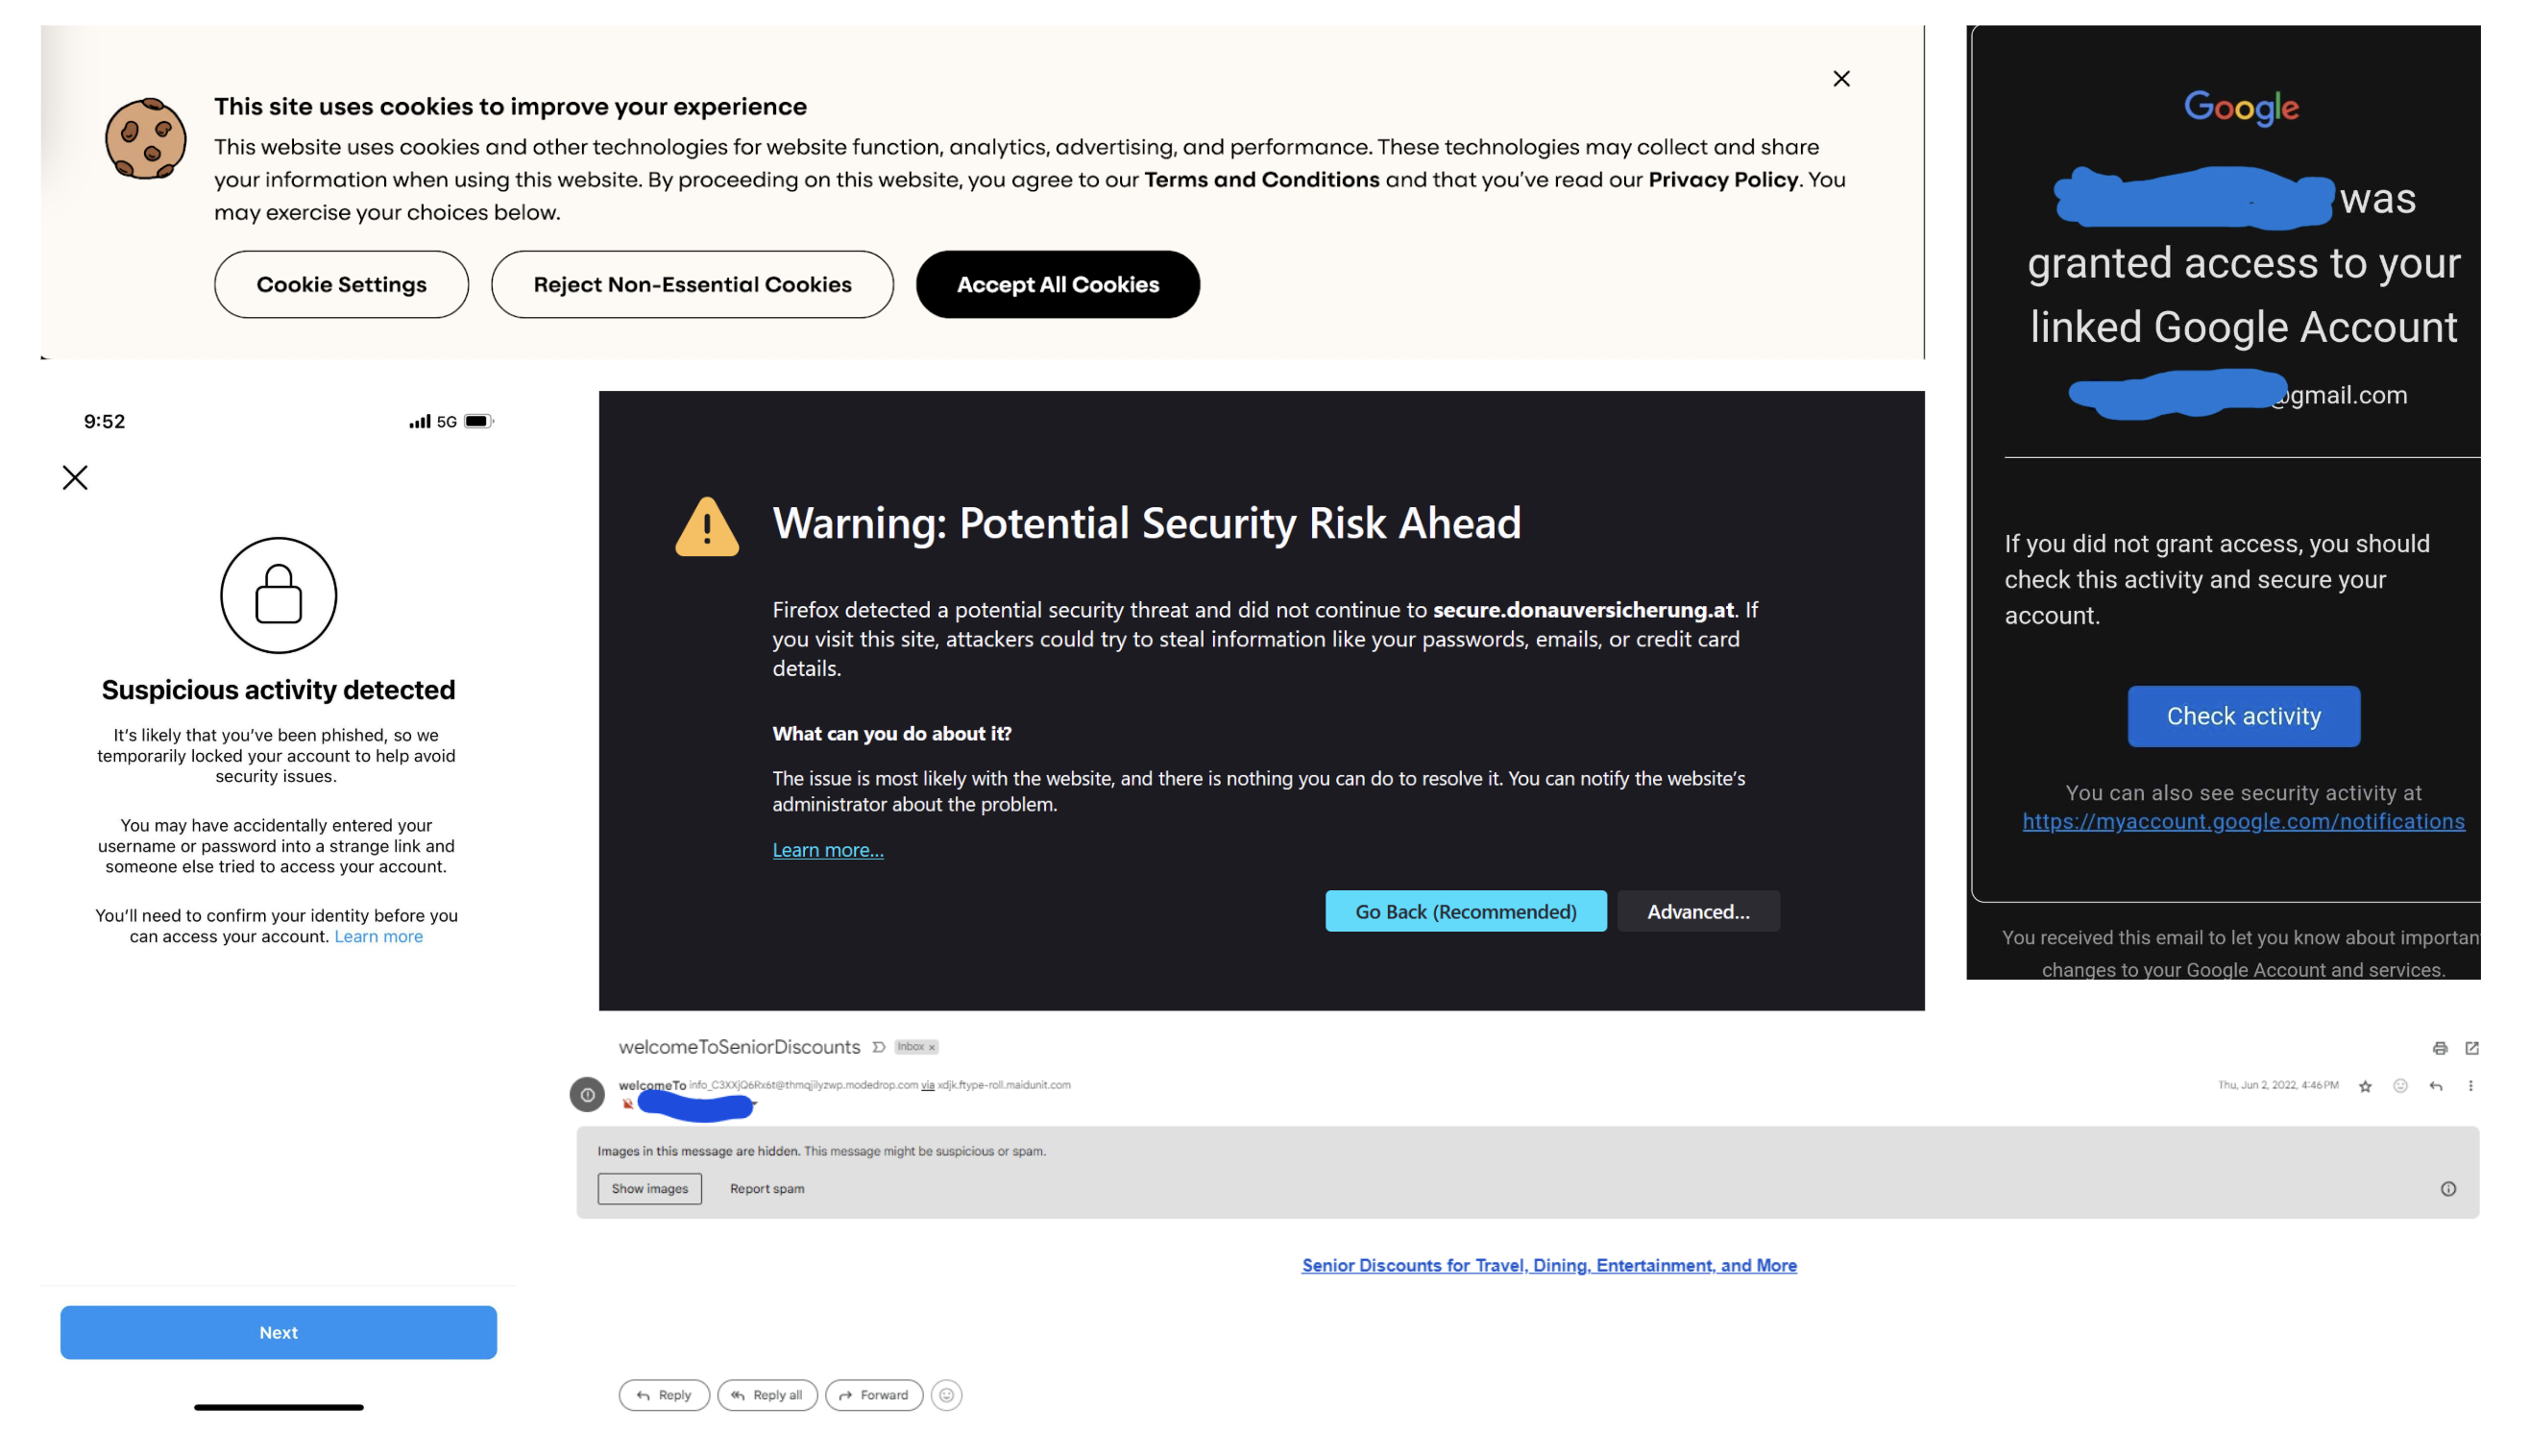 This site uses cookies to improve your experience
This website uses cookies and other technologies for website function, analytics, advertising, and performance. These technologies may collect and share
your information when using this website. By proceeding on this website, you agree to our Terms and Conditions and that you've read our Privacy Policy. You
may exercise your choices below.
Cookie Settings
Reject Non-Essential Cookies
Accept All Cookies
Google
was
granted access to your
linked Google Account
@gmail.com
If you did not grant access, you should
check this activity and secure your
account.
Check activity
You can also see security activity at
https://myaccount.google.com/notifications
You received this email to let you know about importan
changes to your Google Account and services.
9:52
5G
Suspicious activity detected
It's likely that you've been phished, so we
temporarily locked your account to help avoid
security issues.
You may have accidentally entered your
username or password into a strange link and
someone else tried to access your account.
You'll need to confirm your identity before you
can access your account. Learn more
Next
Warning: Potential Security Risk Ahead
Firefox detected a potential security threat and did not continue to secure.donauversicherung.at. If
you visit this site, attackers could try to steal information like your passwords, emails, or credit card
details.
What can you do about it?
The issue is most likely with the website, and there is nothing you can do to resolve it. You can notify the website's
administrator about the problem.
Learn more...
Go Back (Recommended)
Advanced...
welcomeToSeniorDiscounts
Inbox x
welcomeTo info_C3XXjQ6Rx6t@thmqjilyzwp.modedrop.com via xdjk.ftype-roll.maidunit.com
Thu, Jun 2, 2022, 4:46 PM
Images in this message are hidden. This message might be suspicious or spam.
Show images
Report spam
Senior Discounts for Travel, Dining, Entertainment, and More
Reply
Reply all
Forward